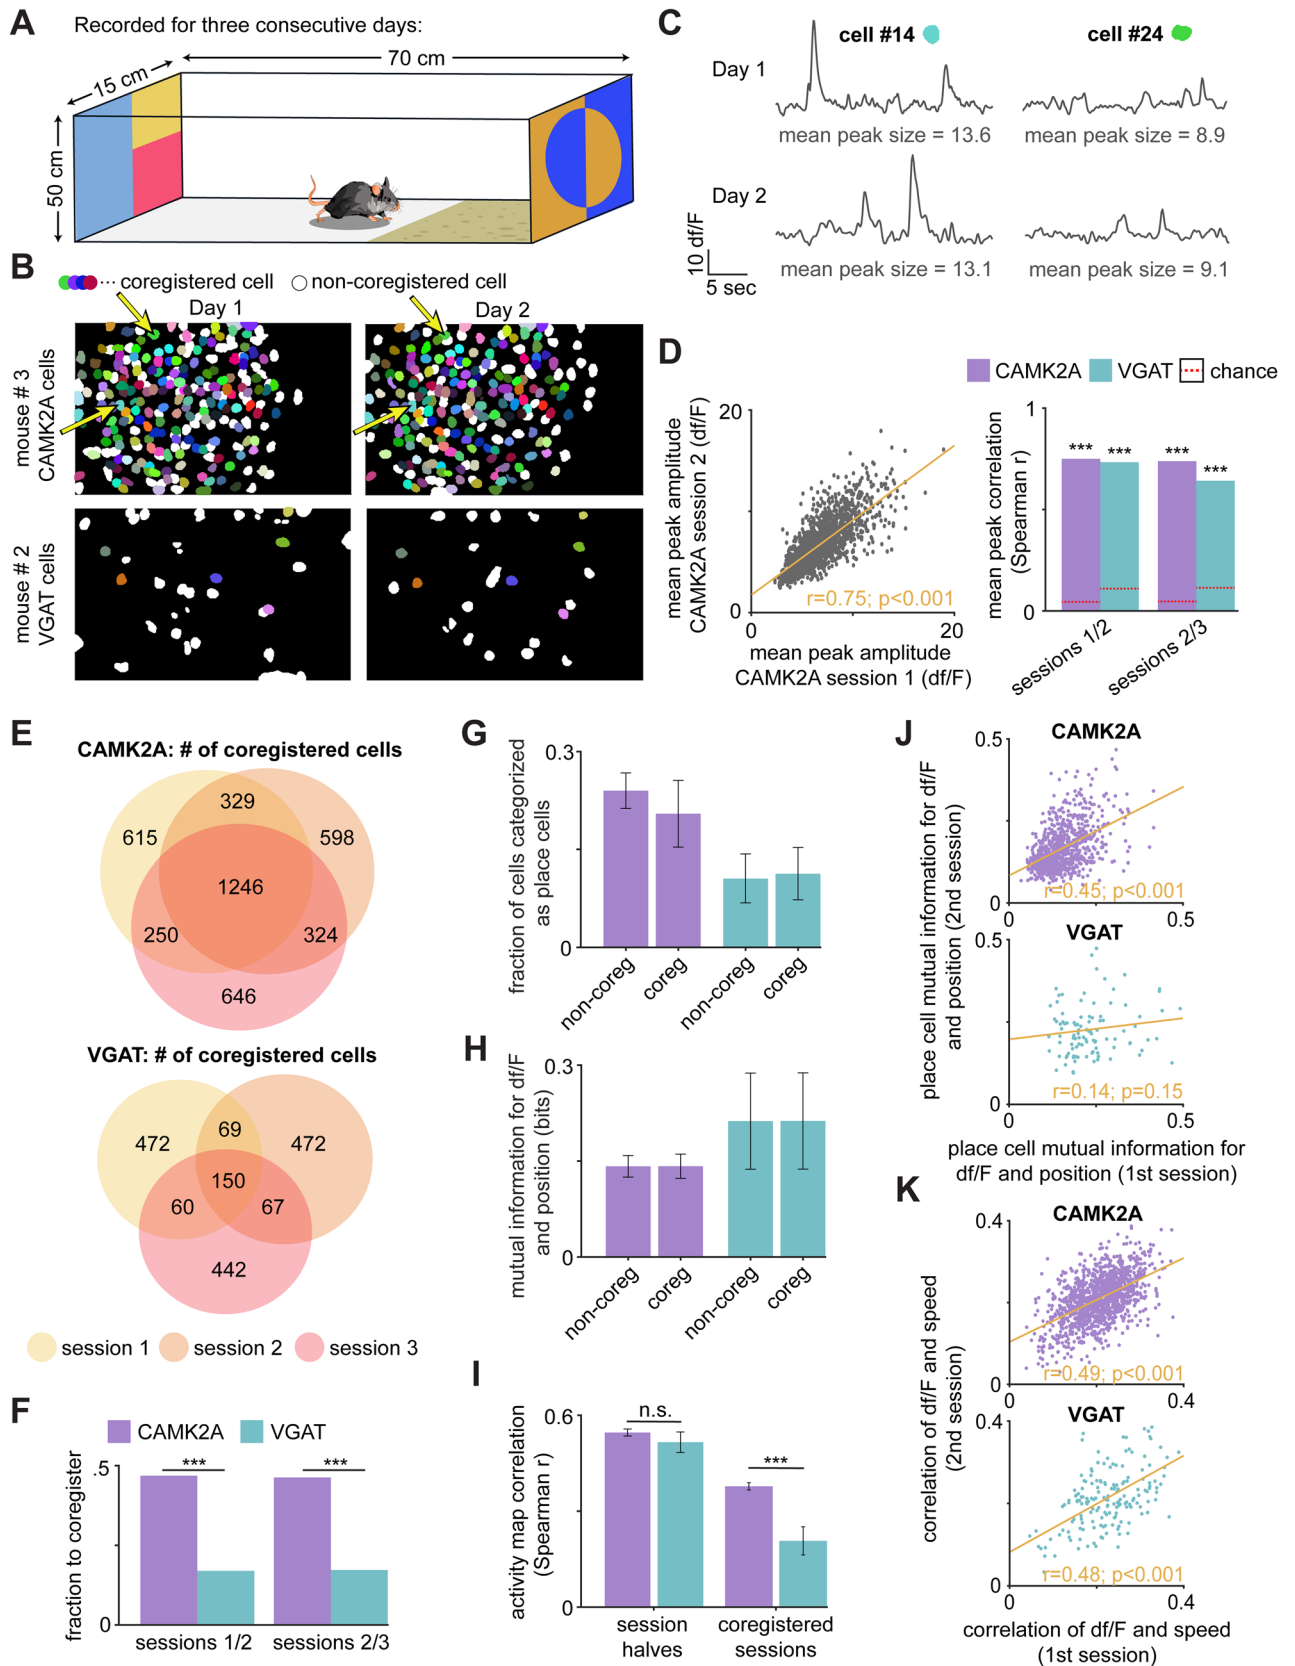 A
Recorded for three consecutive days:
70 cm
15 cm
50 cm
B
··· coregistered cell
non-coregistered cell
Day 1
Day 2
mouse # 3
CAMK2A cells
mouse # 2
VGAT cells
C
cell #14
cell #24
Day 1
mean peak size = 13.6
mean peak size = 8.9
Day 2
mean peak size = 13.1
mean peak size = 9.1
10 df/F
5 sec
D
mean peak amplitude
CAMK2A session 2 (df/F)
20
0
r=0.75; p<0.001
0
20
mean peak amplitude
CAMK2A session 1 (df/F)
CAMK2A
VGAT
chance
mean peak correlation
(Spearman r)
1
0
***
***
***
***
sessions 1/2
sessions 2/3
E
CAMK2A: # of coregistered cells
329
615
598
1246
250
324
646
VGAT: # of coregistered cells
69
472
472
150
60
67
442
session 1
session 2
session 3
F
CAMK2A
VGAT
fraction to coregister
.5
0
***
***
sessions 1/2
sessions 2/3
G
fraction of cells categorized
as place cells
0.3
0
non-coreg
coreg
non-coreg
coreg
H
mutual information for df/F
and position (bits)
0.3
0
non-coreg
coreg
non-coreg
coreg
I
activity map correlation
(Spearman r)
0.6
0
n.s.
***
session
halves
coregistered
sessions
J
place cell mutual information for df/F
and position (2nd session)
CAMK2A
0.5
0
r=0.45; p<0.001
0
0.5
VGAT
0.5
0
r=0.14; p=0.15
0
0.5
place cell mutual information for
df/F and position (1st session)
K
correlation of df/F and speed
(2nd session)
CAMK2A
0.4
0
r=0.49; p<0.001
0
0.4
VGAT
0.4
0
r=0.48; p<0.001
0
0.4
correlation of df/F and speed
(1st session)